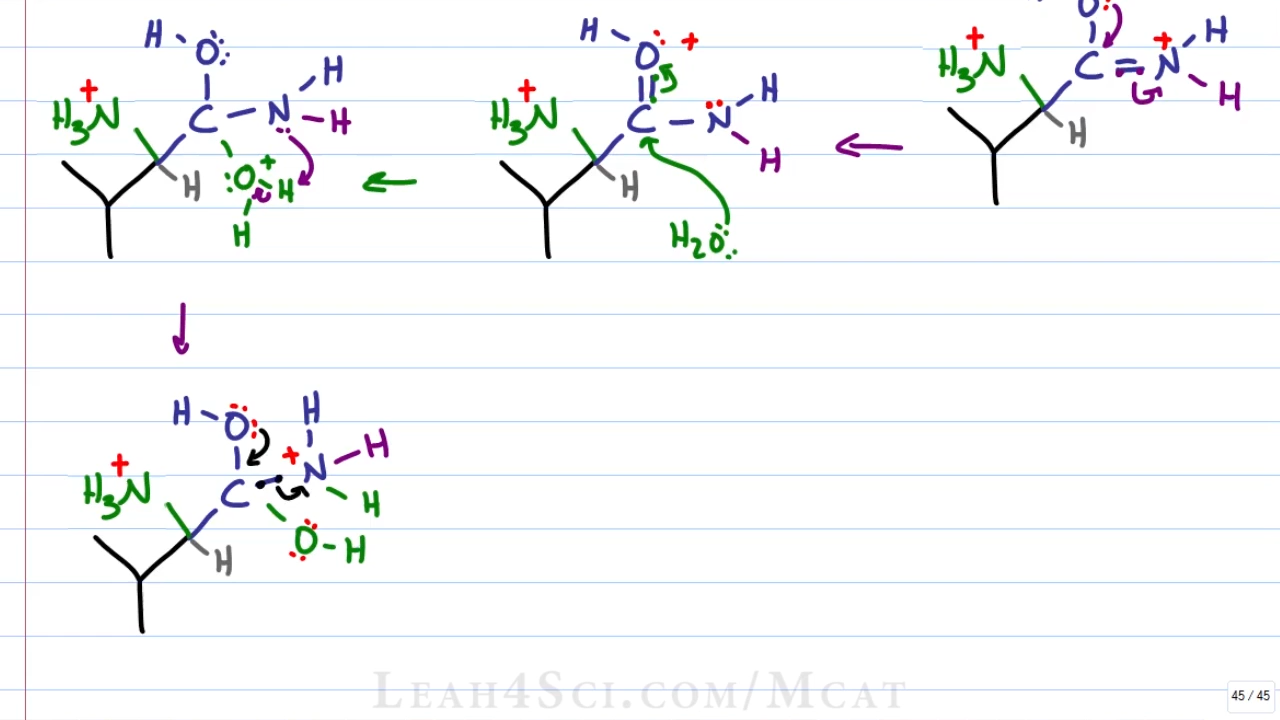 H O: H O: + O:
H₃N + C N H H H₃N + C N H H H₃N + C = N + H H
H :O + H H H H
H H₂O:
H O: H
H₃N + C + N H
H
H O - H
LEAH4SCI.COM/MCAT
45 / 45